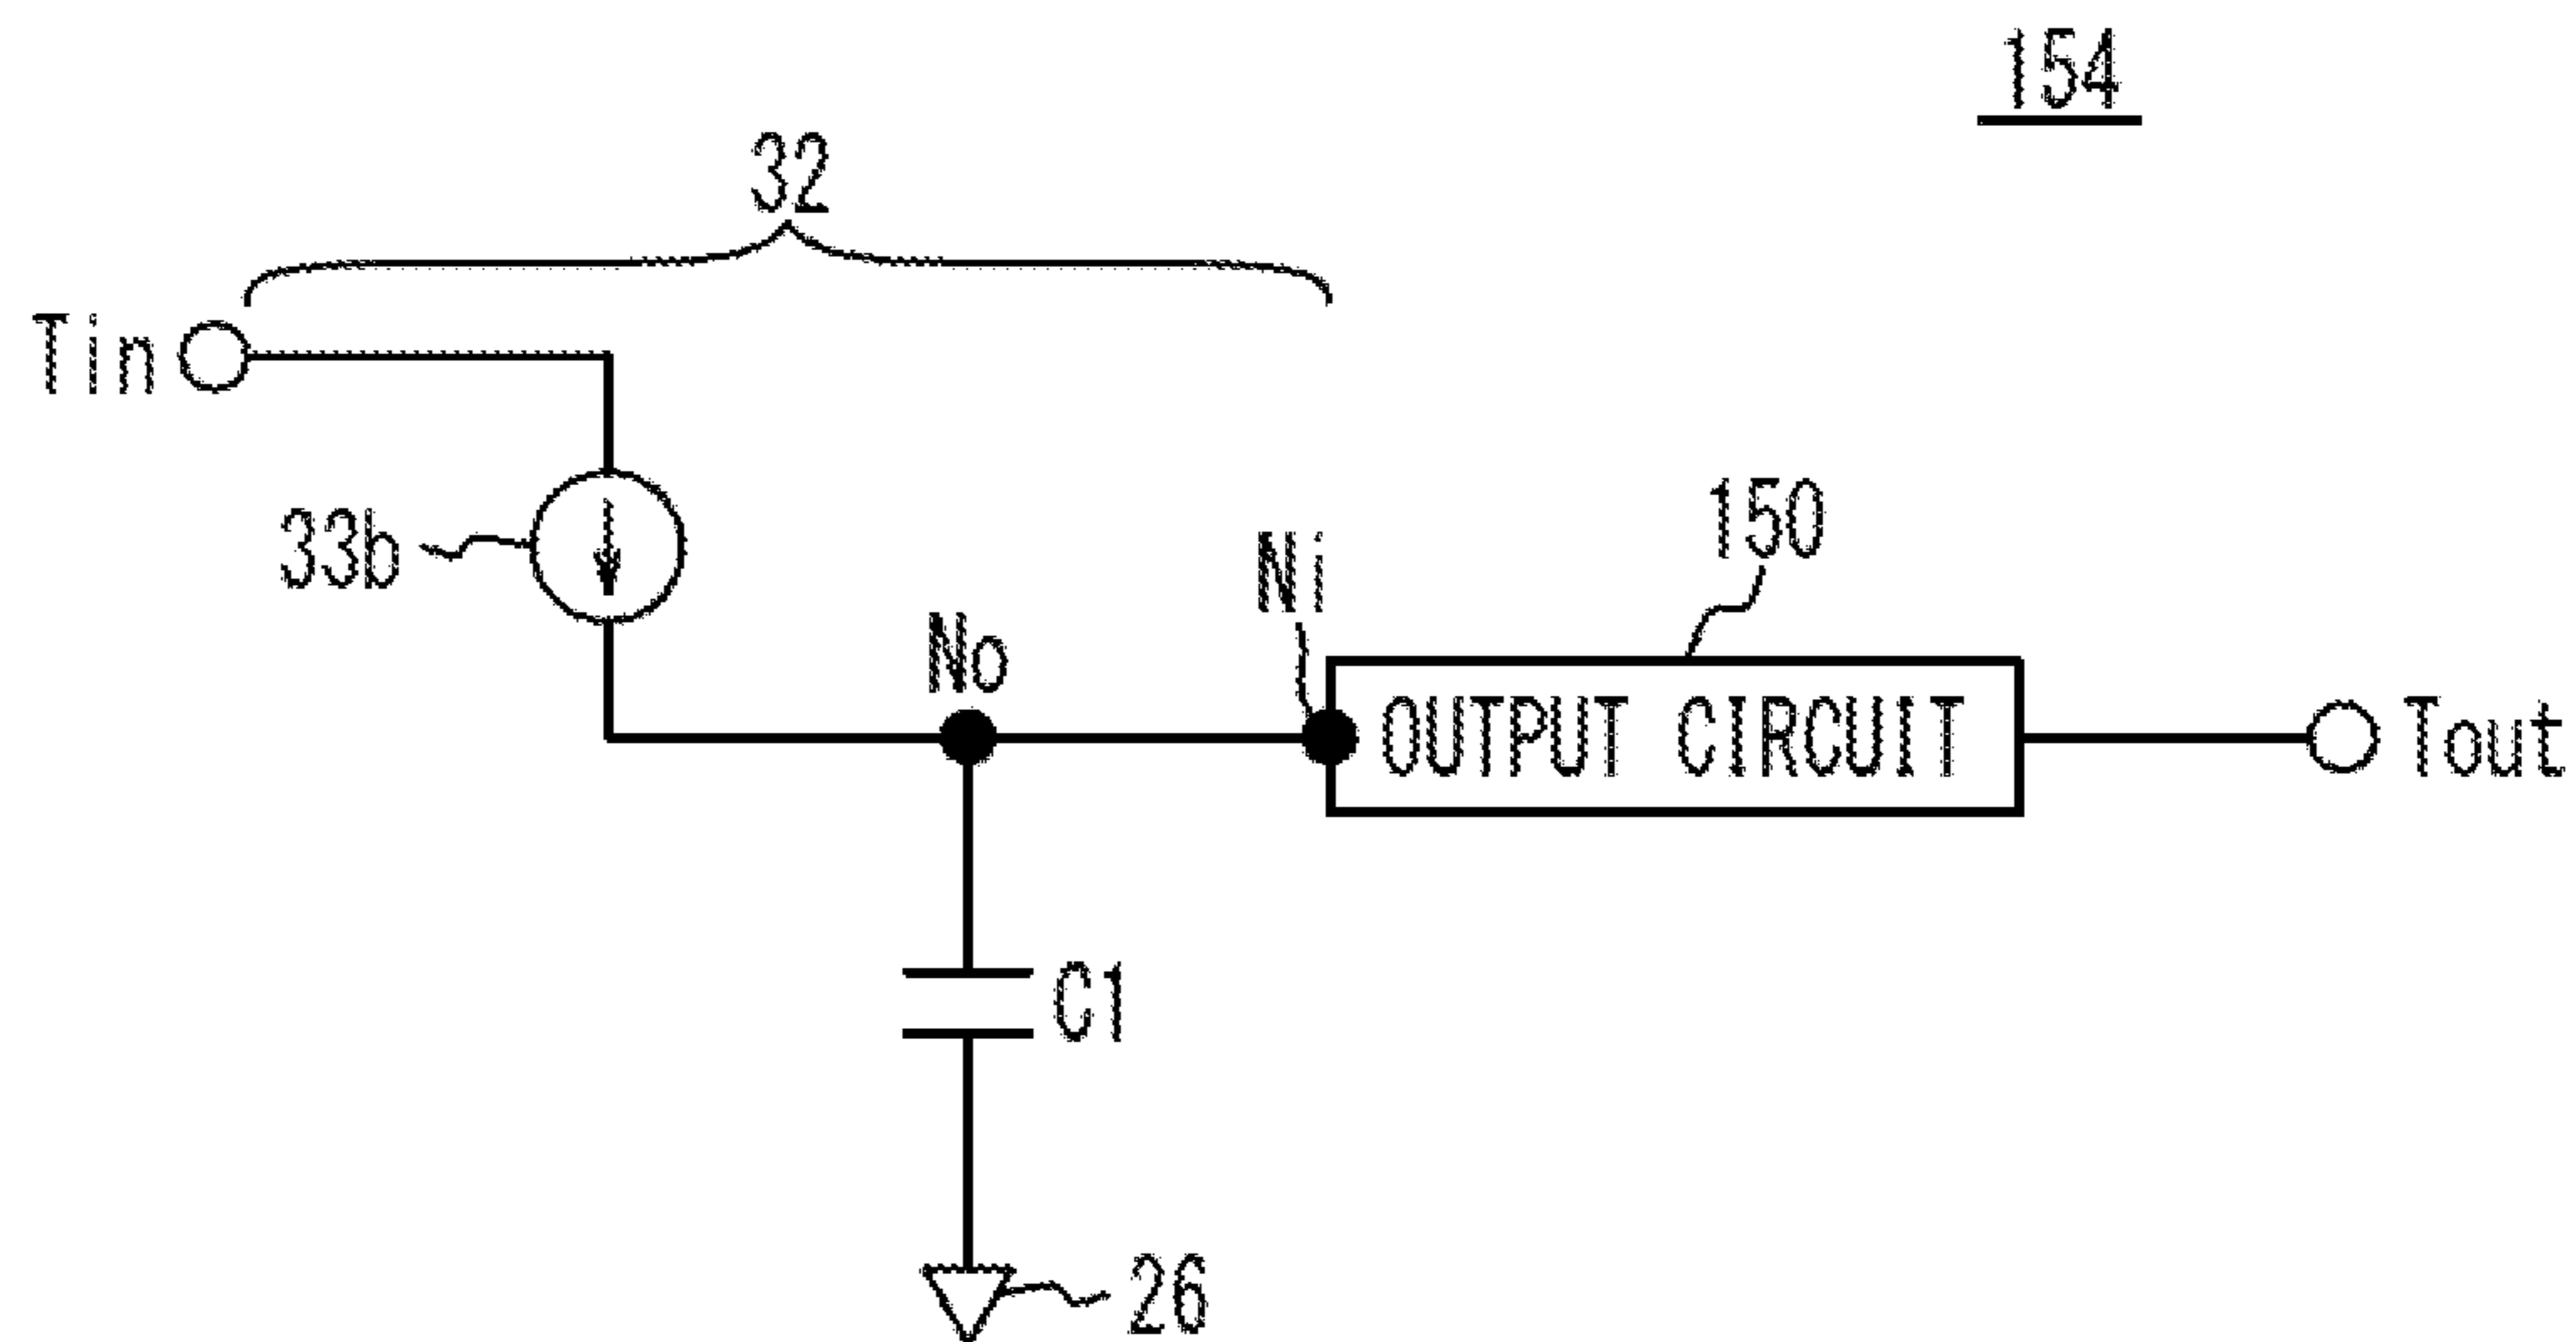 154
32
Tin
33b
No
Ni
150
OUTPUT CIRCUIT
Tout
C1
26